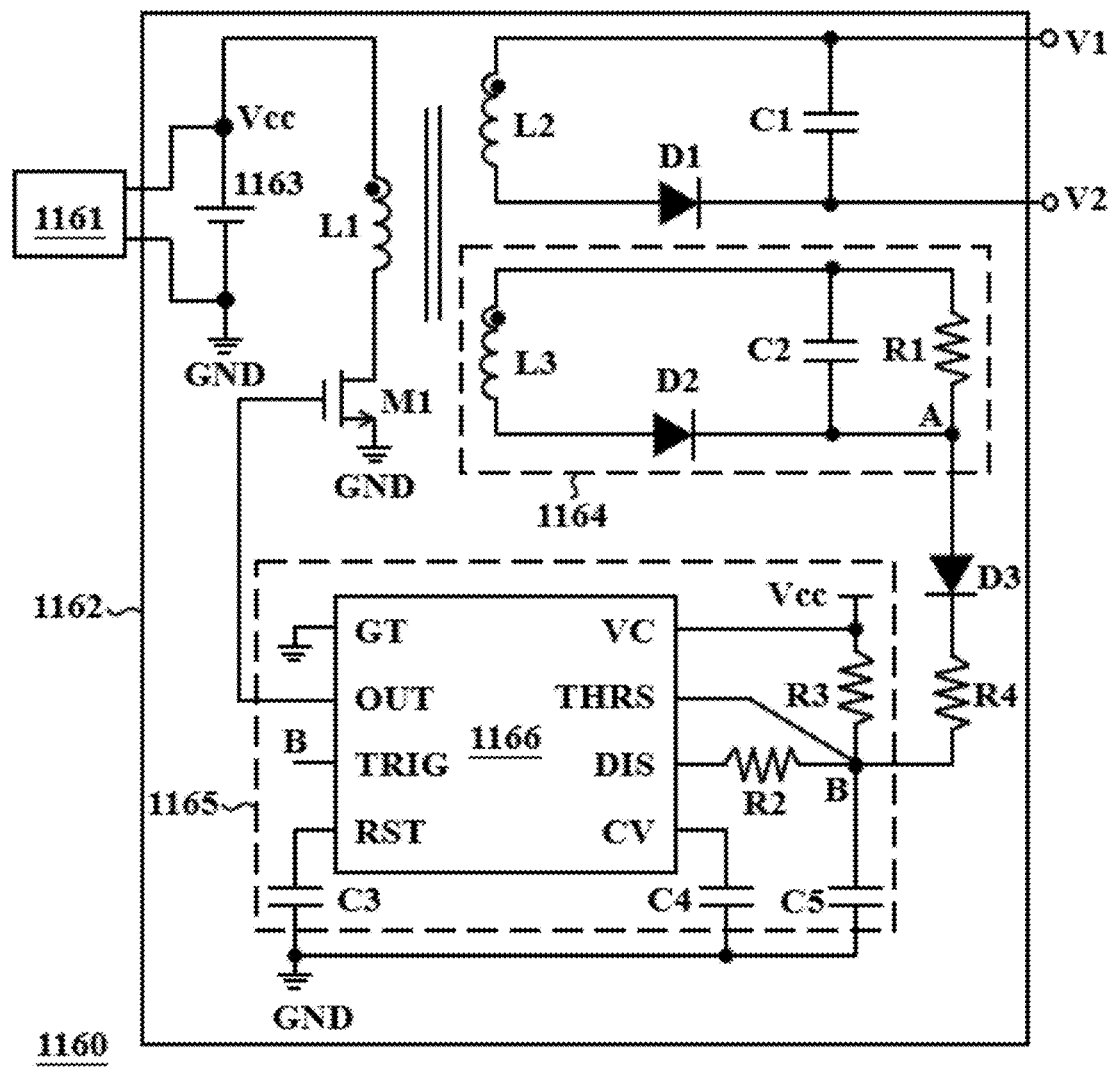 V1
Vcc
L2
C1
D1
1163
1161
V2
L1
GND
L3
C2
R1
D2
M1
A
GND
1164
1162
Vcc
D3
GT
VC
OUT
THRS
R3
R4
B
TRIG
1166
DIS
R2
B
1165
RST
CV
C3
C4
C5
GND
1160